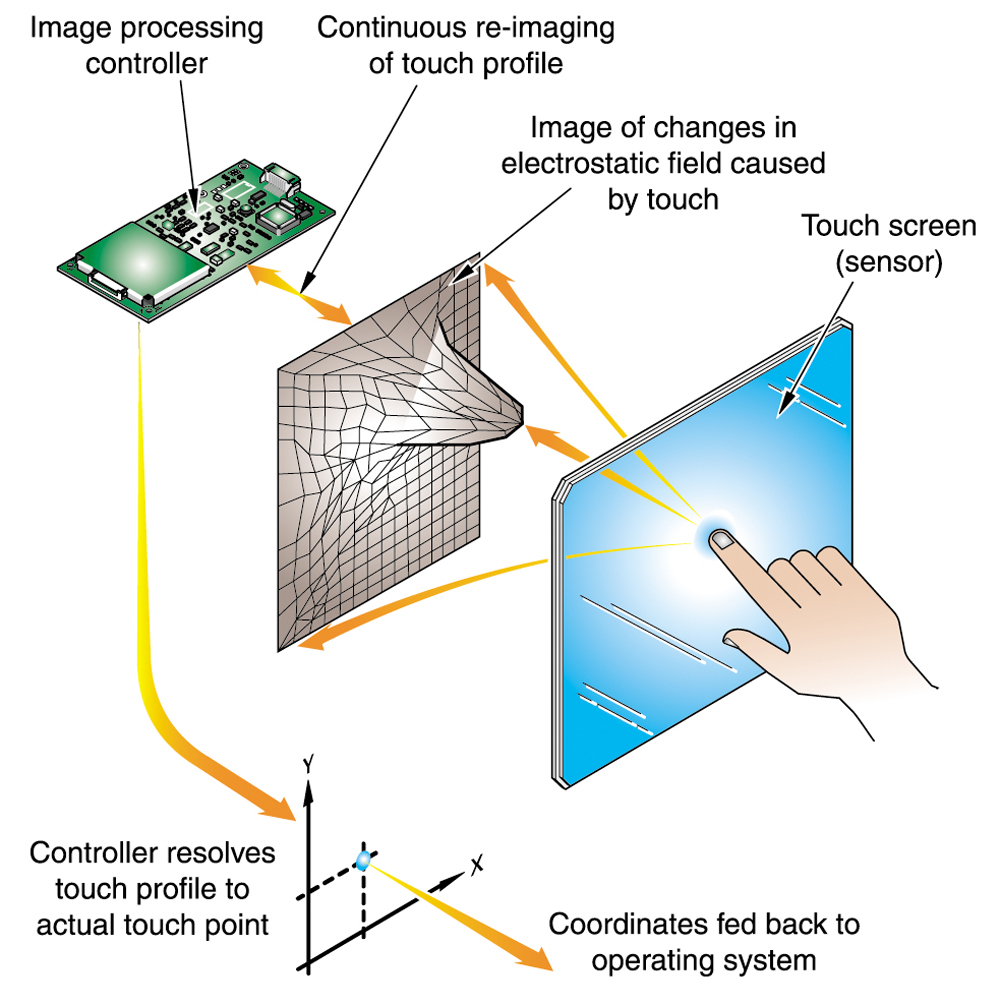 Image processing
controller
Continuous re-imaging
of touch profile
Image of changes in
electrostatic field caused
by touch
Touch screen
(sensor)
Y
X
Controller resolves
touch profile to
actual touch point
Coordinates fed back to
operating system